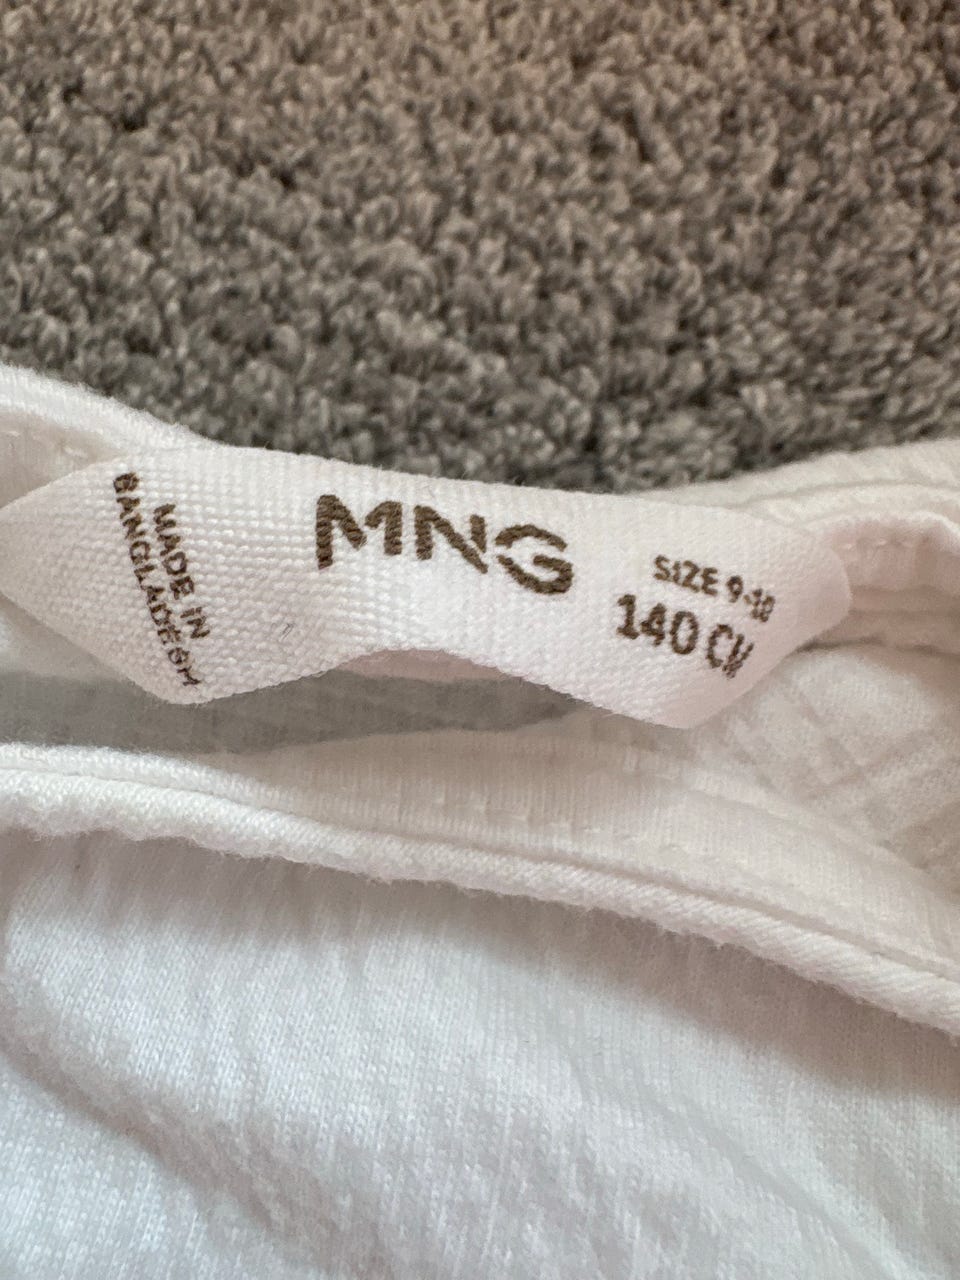 MADE IN
BANGLADESH
MNG
SIZE 9-10
140 CM